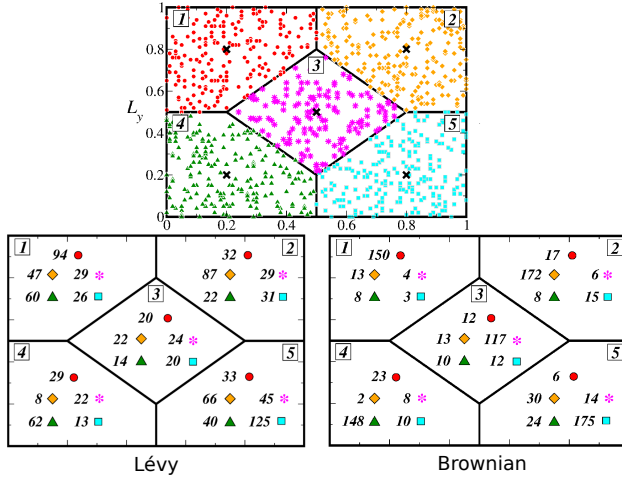 1 1 2
0.8
3
0.6
L_y
0.4 4 5
0.2
0
0 0.2 0.4 0.6 0.8 1
1 94 32 2
47 29 87 29
60 26 3 22 31
20
22 24
4 14 20 5
29 33
8 22 66 45
62 13 40 125
Lévy
1 150 17 2
13 4 172 6
8 3 3 8 15
12
13 117
4 10 12 5
23 6
2 8 30 14
148 10 24 175
Brownian